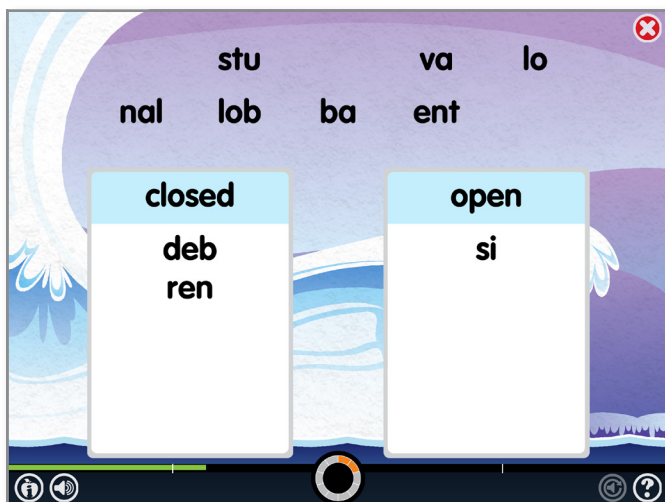 stu va lo
nal lob ba ent
closed open
deb si
ren